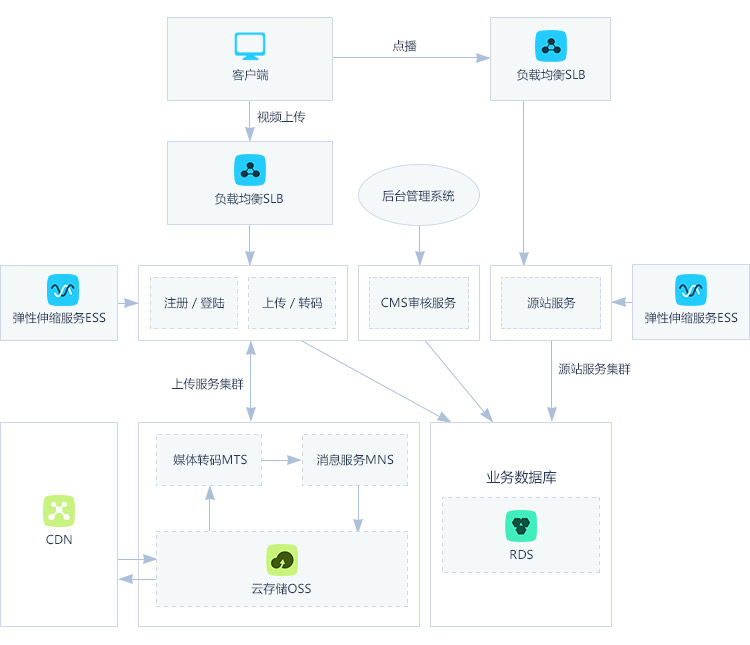 客户端
点播
负载均衡SLB
视频上传
负载均衡SLB
后台管理系统
弹性伸缩服务ESS
注册 / 登陆
上传 / 转码
CMS审核服务
源站服务
弹性伸缩服务ESS
上传服务集群
源站服务集群
CDN
媒体转码MTS
消息服务MNS
云存储OSS
业务数据库
RDS